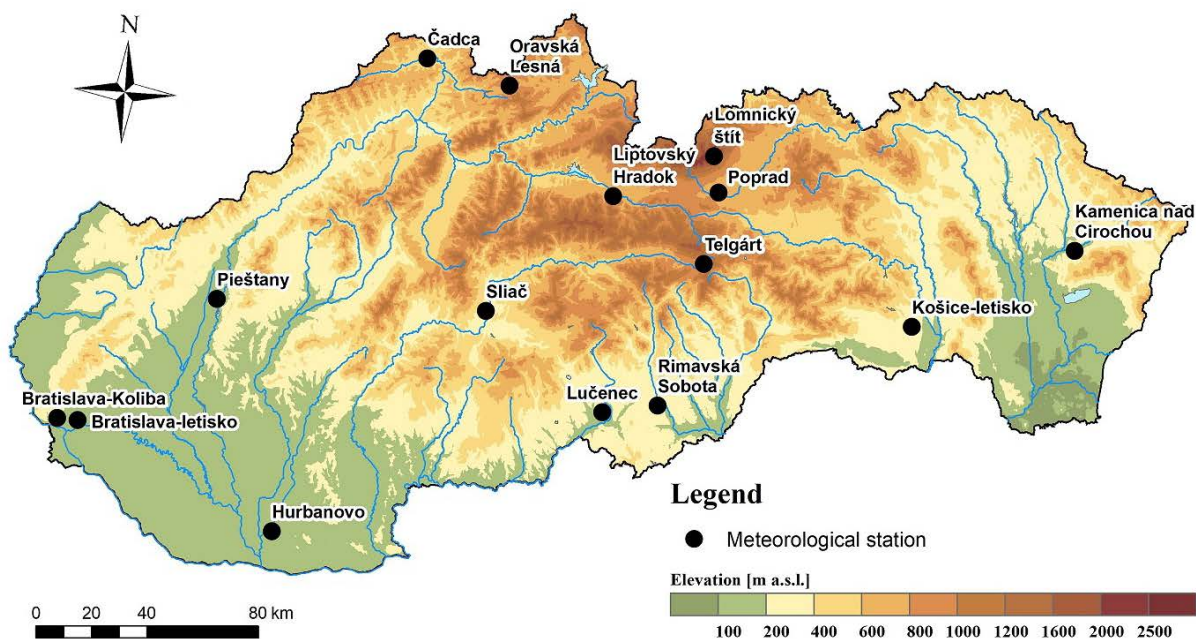 N
Čadca
Oravská
Lesná
Lomnický
štít
Liptovský
Hradok
Poprad
Kamenica nad
Cirochou
Telgárt
Pieštany
Sliač
Košice-letisko
Rimavská
Sobota
Lučenec
Bratislava-Koliba
Bratislava-letisko
Hurbanovo
Legend
Meteorological station
Elevation [m a.s.l.]
100 200 400 600 800 1000 1200 1600 2000 2500
0 20 40 80 km